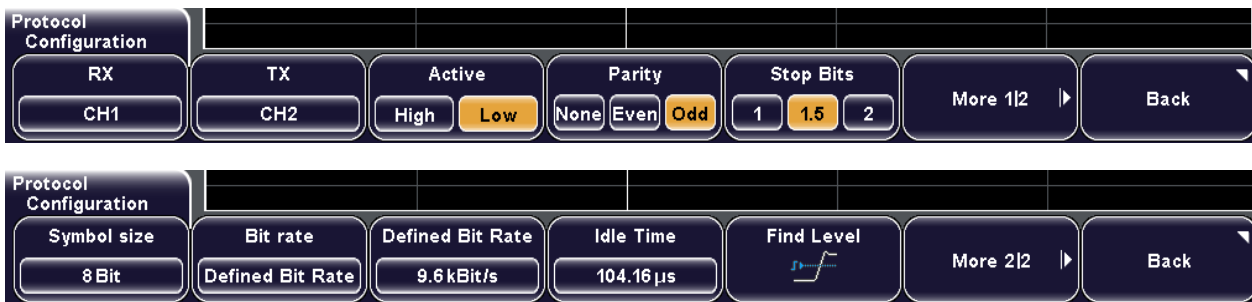 Protocol
Configuration
RX TX Active Parity Stop Bits More 1|2 Back
CH1 CH2 High Low None Even Odd 1 1.5 2
Protocol
Configuration
Symbol size Bit rate Defined Bit Rate Idle Time Find Level More 2|2 Back
8 Bit Defined Bit Rate 9.6 kBit/s 104.16 µs